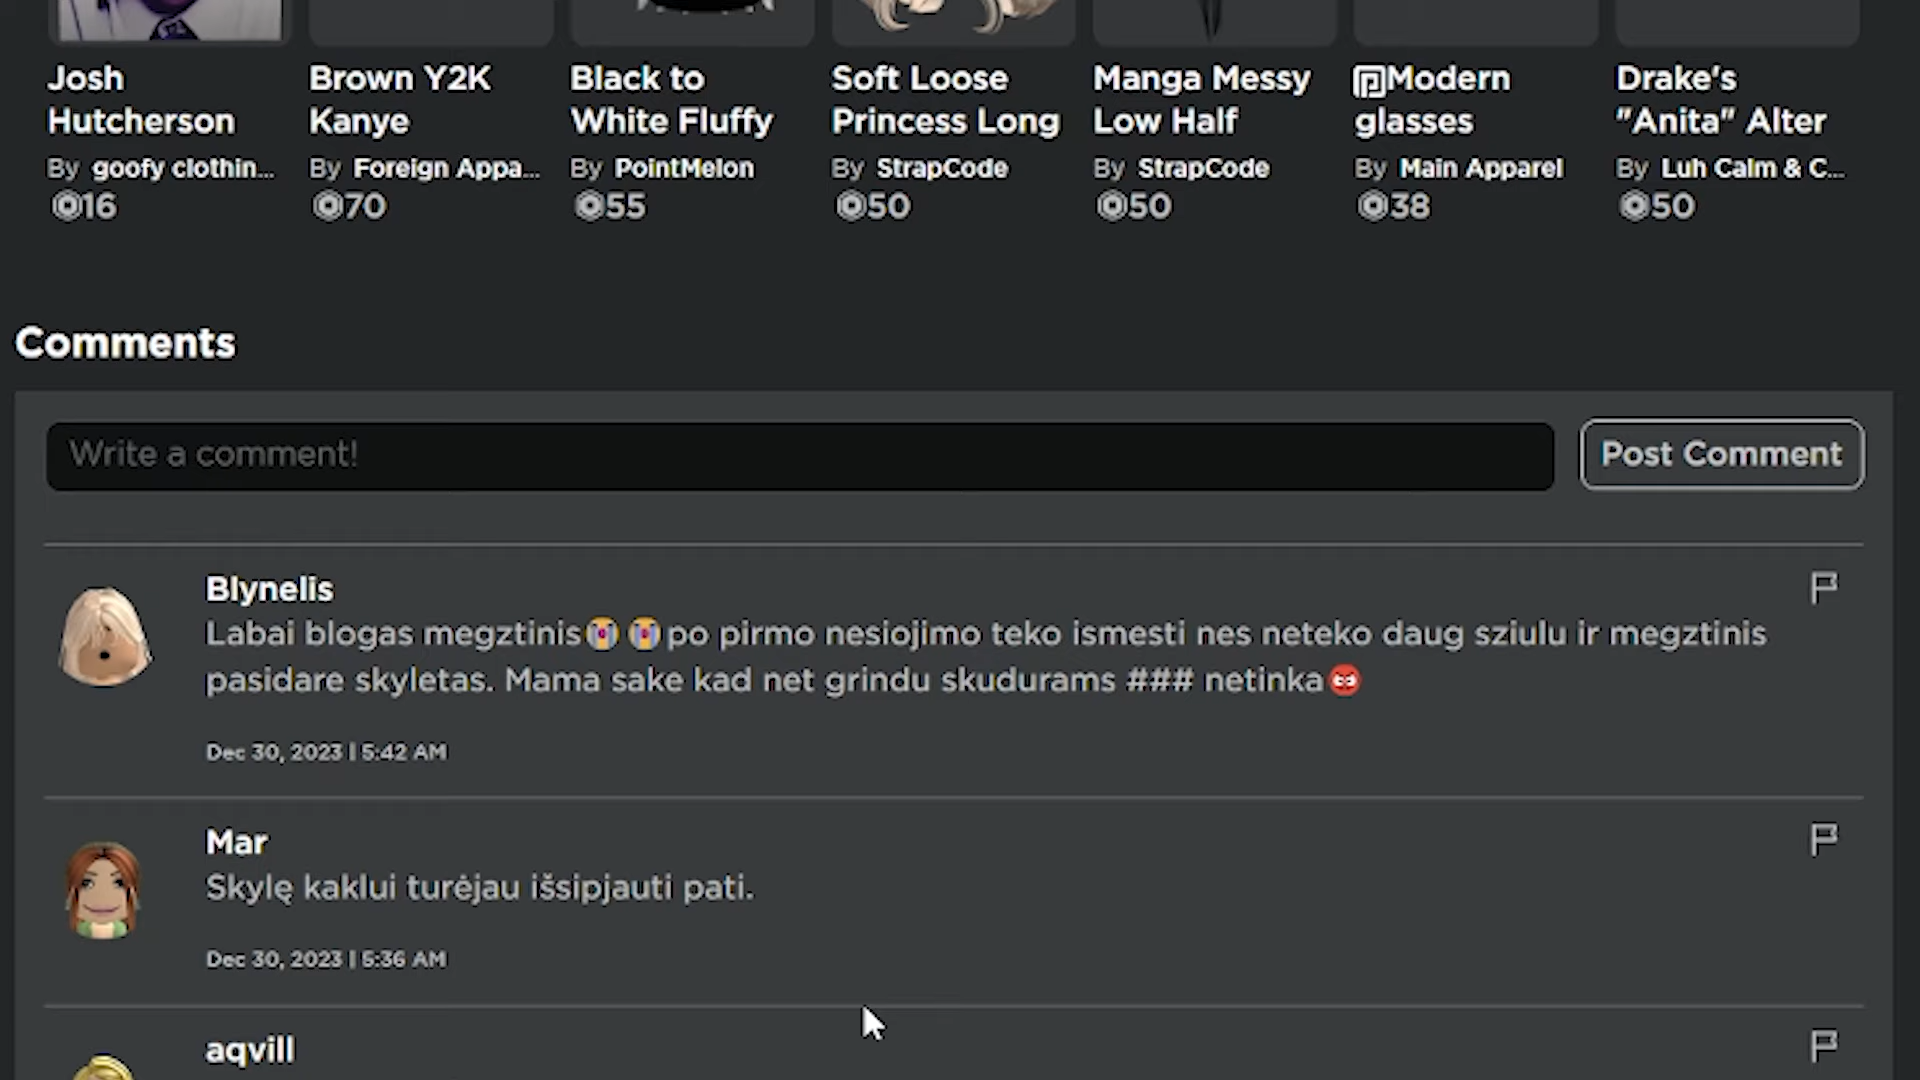 Josh
Hutcherson
By goofy clothin...
16
Brown Y2K
Kanye
By Foreign Appa...
70
Black to
White Fluffy
By PointMelon
55
Soft Loose
Princess Long
By StrapCode
50
Manga Messy
Low Half
By StrapCode
50
Modern
glasses
By Main Apparel
38
Drake's
"Anita" Alter
By Luh Calm & C...
50
Comments
Write a comment!
Post Comment
Blynelis
Labai blogas megztinis😭 😭po pirmo nesiojimo teko ismesti nes neteko daug sziulu ir megztinis
pasidare skyletas. Mama sake kad net grindu skudurams ### netinka😡
Dec 30, 2023 | 5:42 AM
Mar
Skylę kaklui turėjau išsipjauti pati.
Dec 30, 2023 | 5:36 AM
aqvill